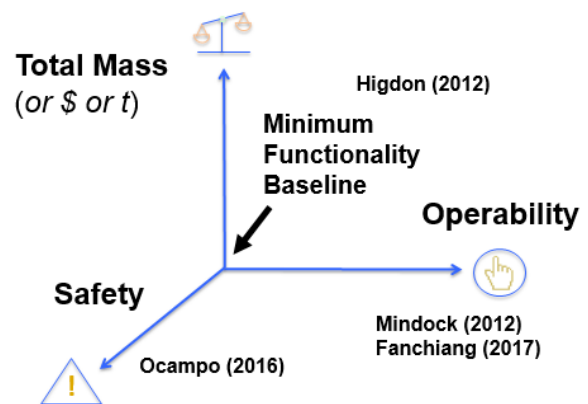 Total Mass
(or $ or t)
Higdon (2012)
Minimum
Functionality
Baseline
Operability
Safety
!
Mindock (2012)
Fanchiang (2017)
Ocampo (2016)